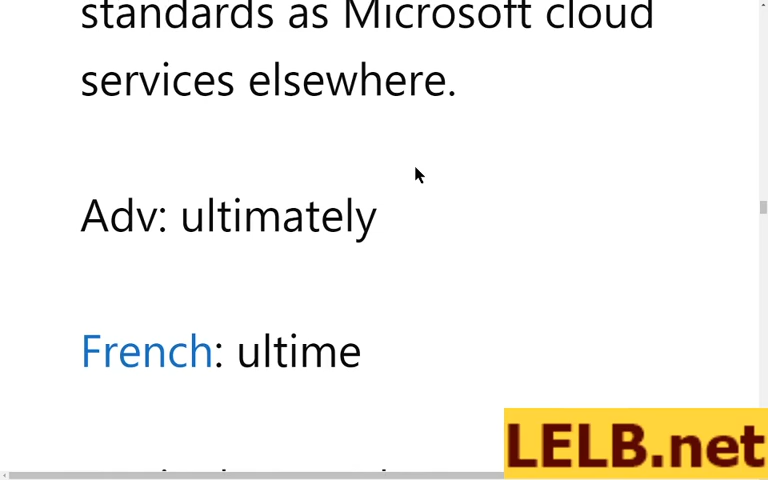 standards as Microsoft cloud
services elsewhere.
Adv: ultimately
French: ultime
LELB.net